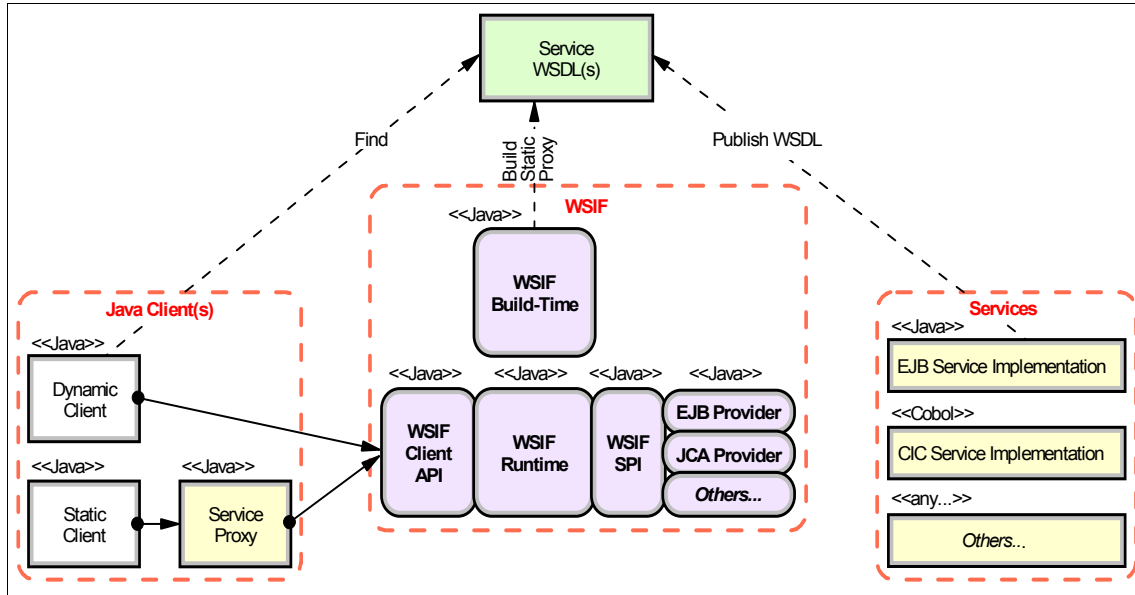 Service
WSDL(s)
Find
Build
Static
Proxy
Publish WSDL
WSIF
<<Java>>
WSIF
Build-Time
Java Client(s)
<<Java>>
Dynamic
Client
<<Java>>
Static
Client
<<Java>>
Service
Proxy
<<Java>>
WSIF
Client
API
<<Java>>
WSIF
Runtime
<<Java>>
WSIF
SPI
<<Java>>
EJB Provider
JCA Provider
Others...
Services
<<Java>>
EJB Service Implementation
<<Cobol>>
CIC Service Implementation
<<any...>>
Others...